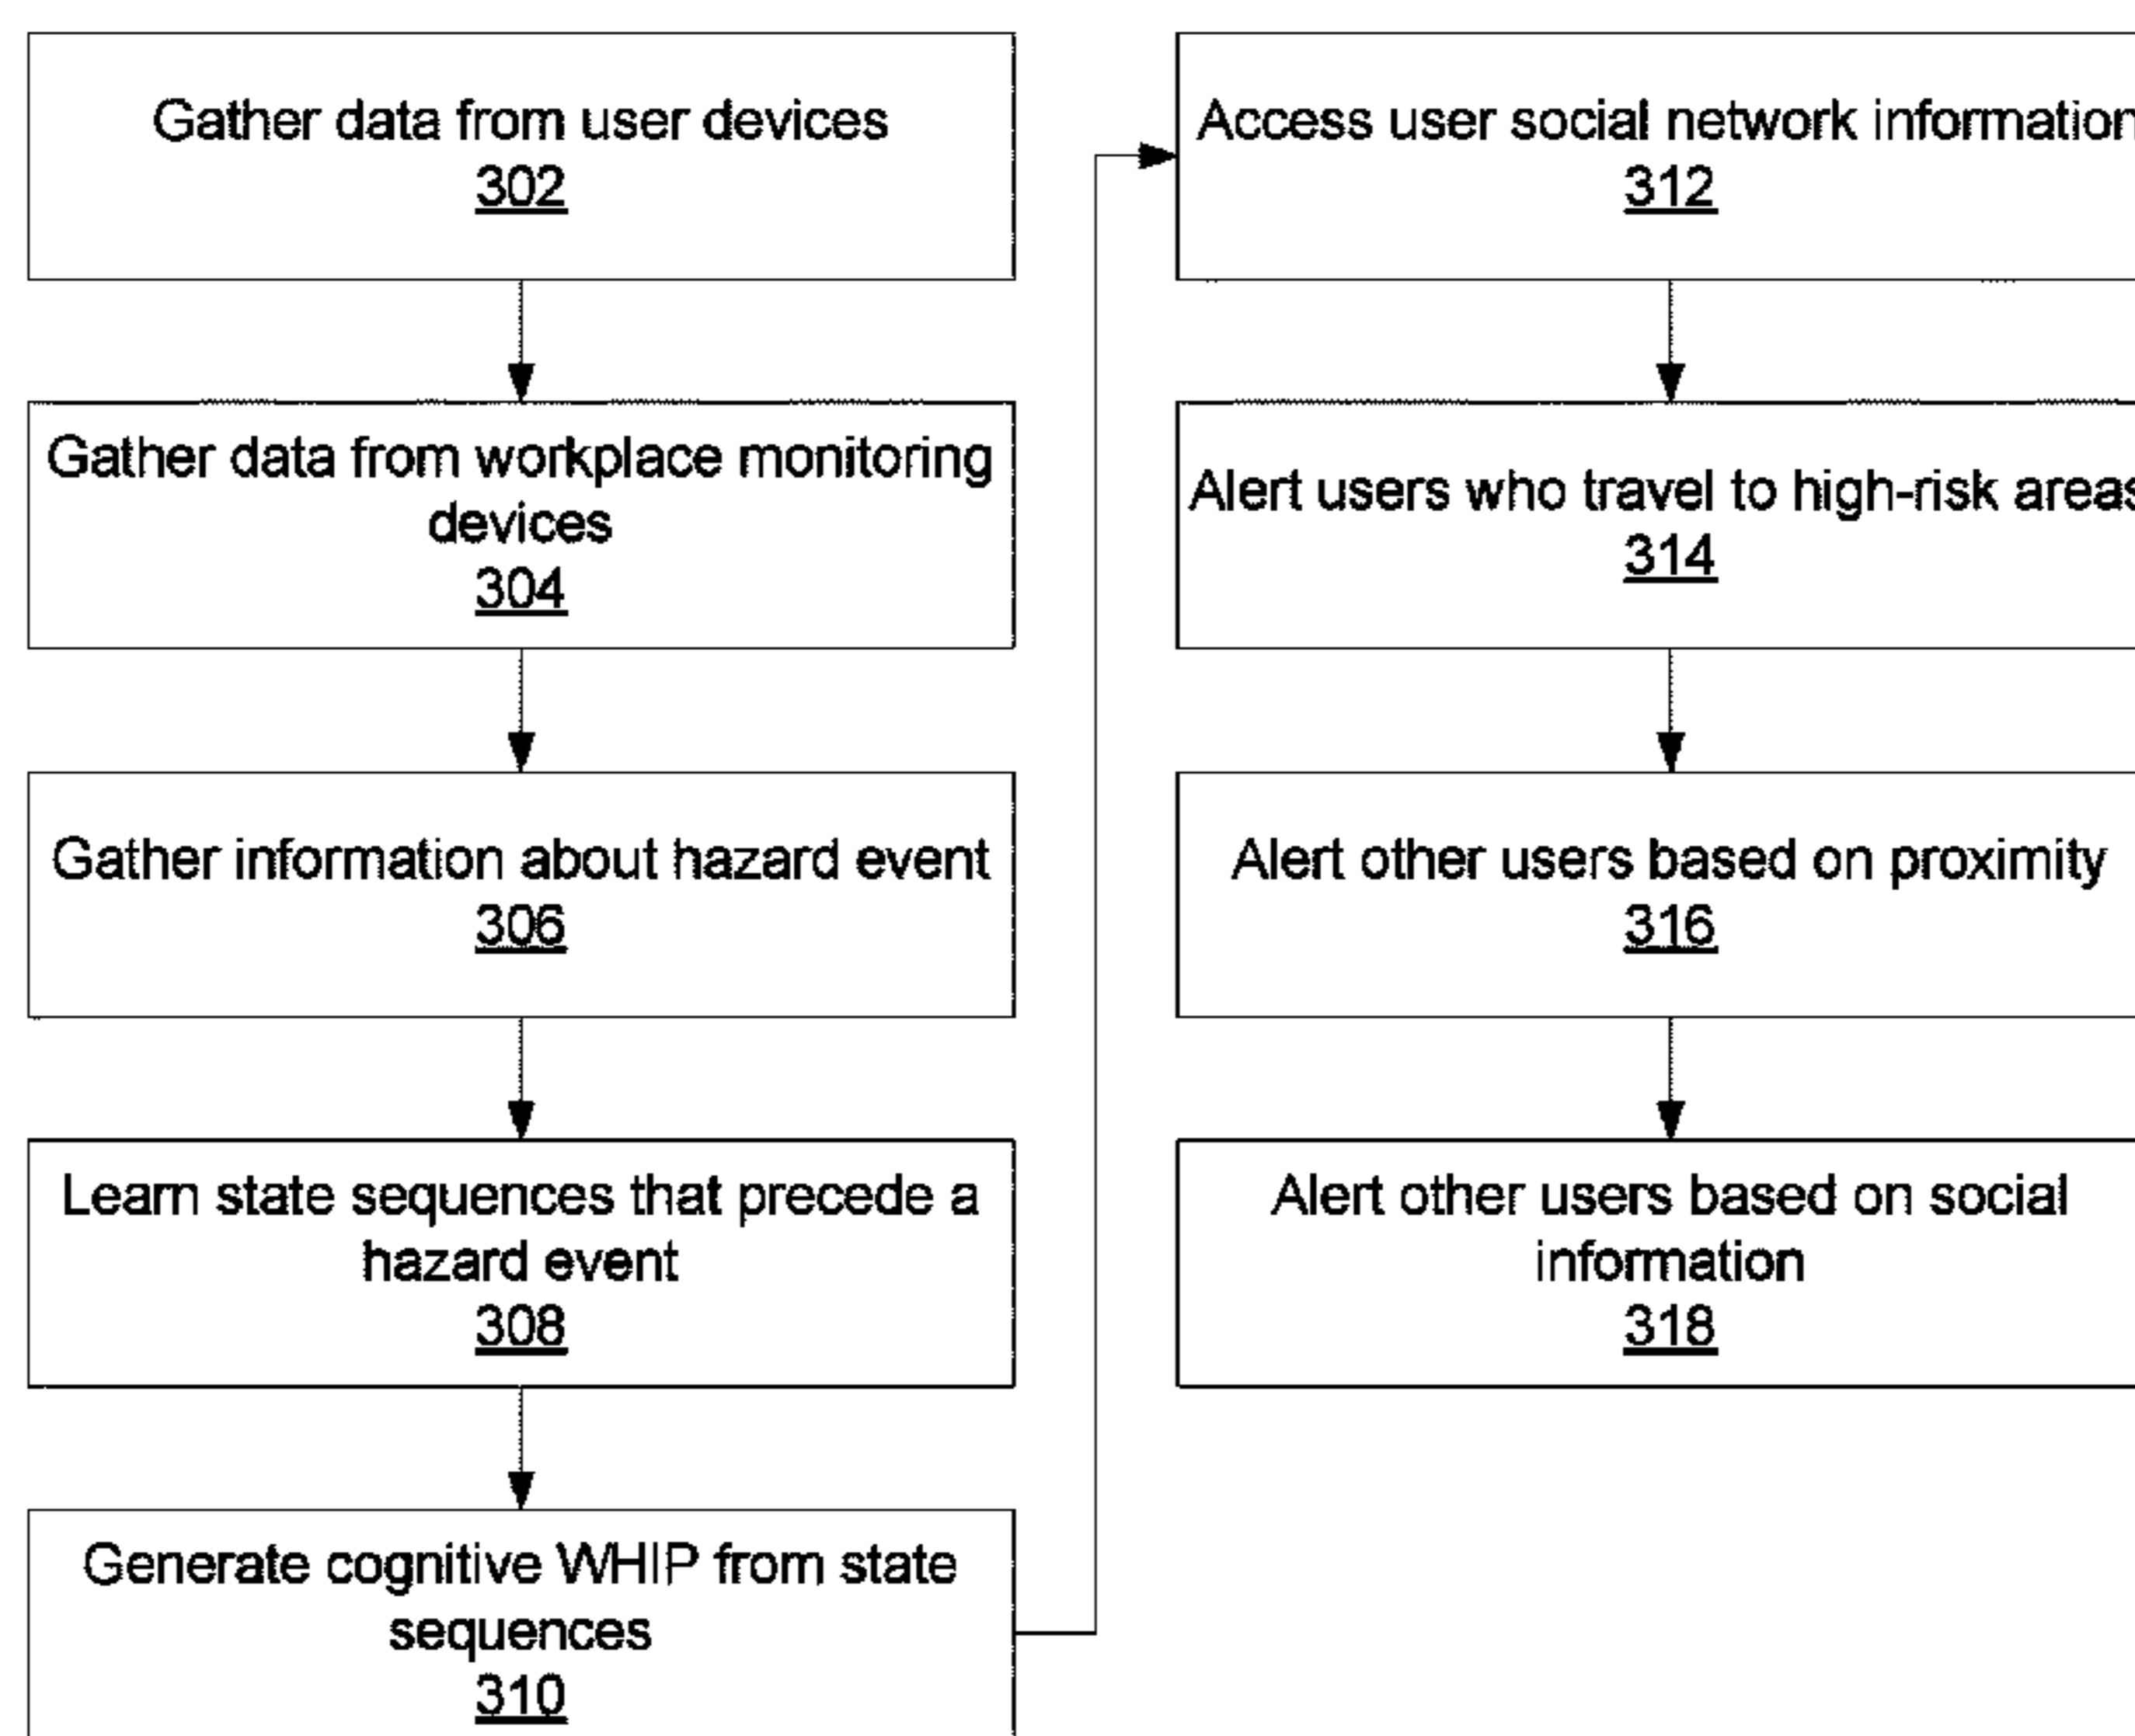 Gather data from user devices
302
Gather data from workplace monitoring
devices
304
Gather information about hazard event
306
Learn state sequences that precede a
hazard event
308
Generate cognitive WHIP from state
sequences
310
Access user social network information
312
Alert users who travel to high-risk areas
314
Alert other users based on proximity
316
Alert other users based on social
information
318